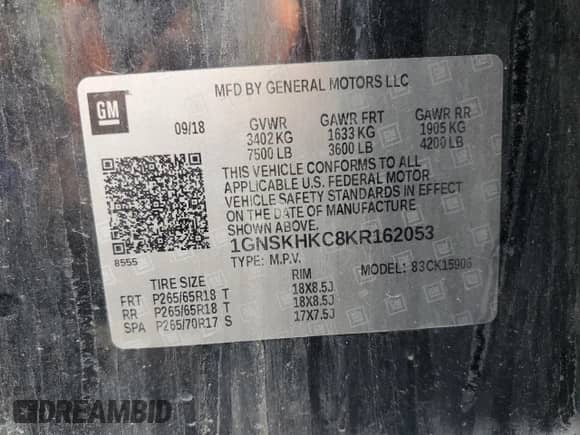 MFD BY GENERAL MOTORS LLC
GM
09/18 GVWR GAWR FRT GAWR RR
3402 KG 1633 KG 1905 KG
7500 LB 3600 LB 4200 LB
THIS VEHICLE CONFORMS TO ALL
APPLICABLE U.S. FEDERAL MOTOR
VEHICLE SAFETY STANDARDS IN EFFECT
ON THE DATE OF MANUFACTURE
SHOWN ABOVE.
1GNSKHKC8KR162053
8555
TYPE: M.P.V. MODEL: 83CK15906
TIRE SIZE RIM
FRT P265/65R18 T 18X8.5J
RR P265/65R18 T 18X8.5J
SPA P265/70R17 S 17X7.5J
DREAMBID